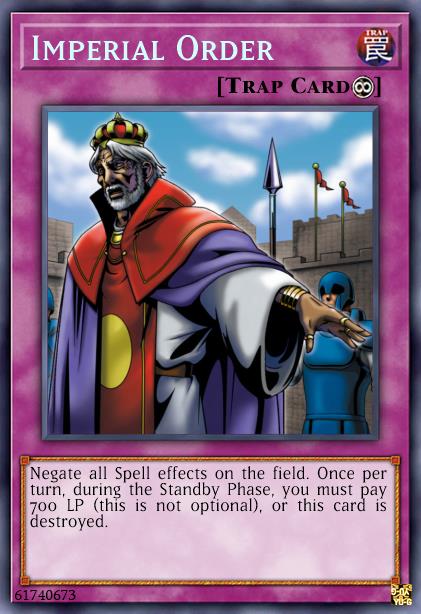 Imperial Order
TRAP
罠
[Trap Card]
Negate all Spell effects on the field. Once per
turn, during the Standby Phase, you must pay
700 LP (this is not optional), or this card is
destroyed.
61740673